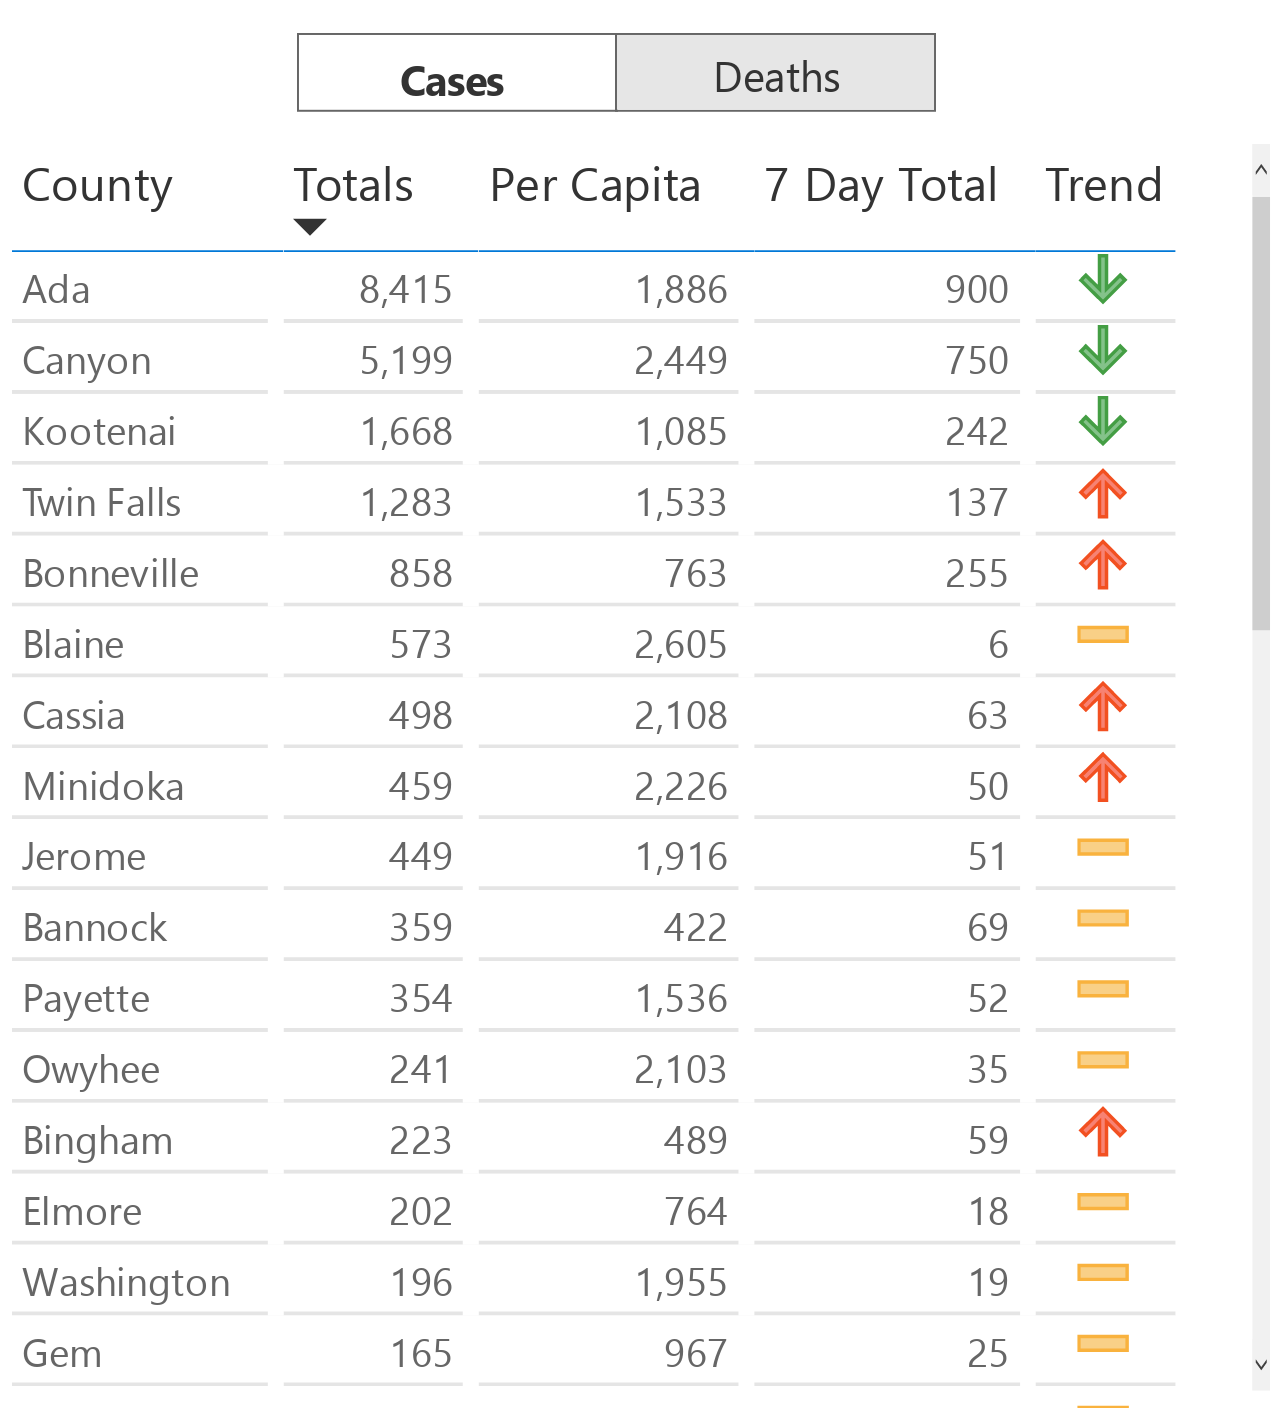 Cases Deaths
County Totals Per Capita 7 Day Total Trend
Ada 8,415 1,886 900
Canyon 5,199 2,449 750
Kootenai 1,668 1,085 242
Twin Falls 1,283 1,533 137
Bonneville 858 763 255
Blaine 573 2,605 6
Cassia 498 2,108 63
Minidoka 459 2,226 50
Jerome 449 1,916 51
Bannock 359 422 69
Payette 354 1,536 52
Owyhee 241 2,103 35
Bingham 223 489 59
Elmore 202 764 18
Washington 196 1,955 19
Gem 165 967 25